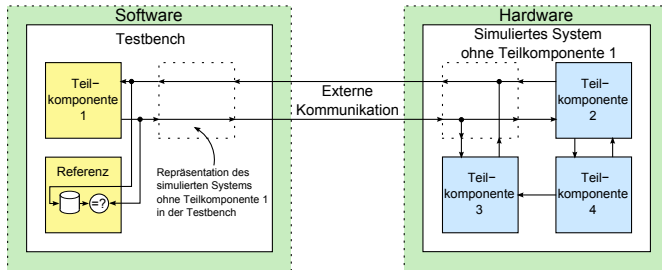 Software
Testbench
Teil-
komponente
1
Referenz
=?
Repräsentation des
simulierten Systems
ohne Teilkomponente 1
in der Testbench
Externe
Kommunikation
Hardware
Simuliertes System
ohne Teilkomponente 1
Teil-
komponente
2
Teil-
komponente
3
Teil-
komponente
4